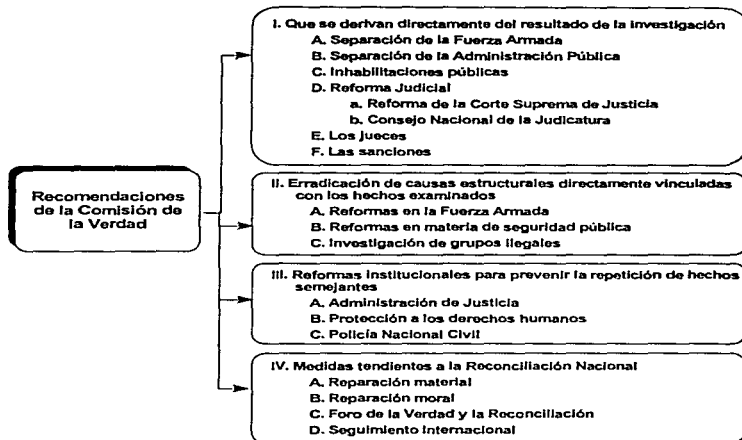 Recomendaciones
de la Comisión de
la Verdad
I. Que se derivan directamente del resultado de la investigación
A. Separación de la Fuerza Armada
B. Separación de la Administración Pública
C. Inhabilitaciones públicas
D. Reforma Judicial
a. Reforma de la Corte Suprema de Justicia
b. Consejo Nacional de la Judicatura
E. Los jueces
F. Las sanciones
II. Erradicación de causas estructurales directamente vinculadas
con los hechos examinados
A. Reformas en la Fuerza Armada
B. Reformas en materia de seguridad pública
C. Investigación de grupos ilegales
III. Reformas institucionales para prevenir la repetición de hechos
semejantes
A. Administración de Justicia
B. Protección a los derechos humanos
C. Policía Nacional Civil
IV. Medidas tendientes a la Reconciliación Nacional
A. Reparación material
B. Reparación moral
C. Foro de la Verdad y la Reconciliación
D. Seguimiento Internacional